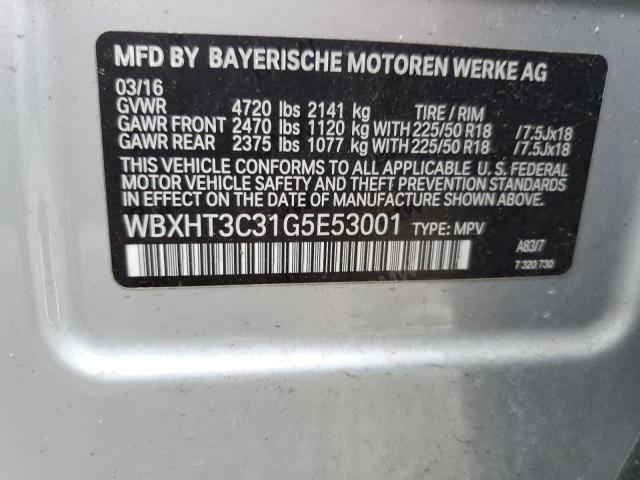 MFD BY BAYERISCHE MOTOREN WERKE AG
03/16
GVWR 4720 lbs 2141 kg TIRE / RIM
GAWR FRONT 2470 lbs 1120 kg WITH 225/50 R18 /7.5Jx18
GAWR REAR 2375 lbs 1077 kg WITH 225/50 R18 /7.5Jx18
THIS VEHICLE CONFORMS TO ALL APPLICABLE U. S. FEDERAL
MOTOR VEHICLE SAFETY AND THEFT PREVENTION STANDARDS
IN EFFECT ON THE DATE OF MANUFACTURE SHOWN ABOVE.
WBXHT3C31G5E53001 TYPE: MPV A83/7
7 320 730